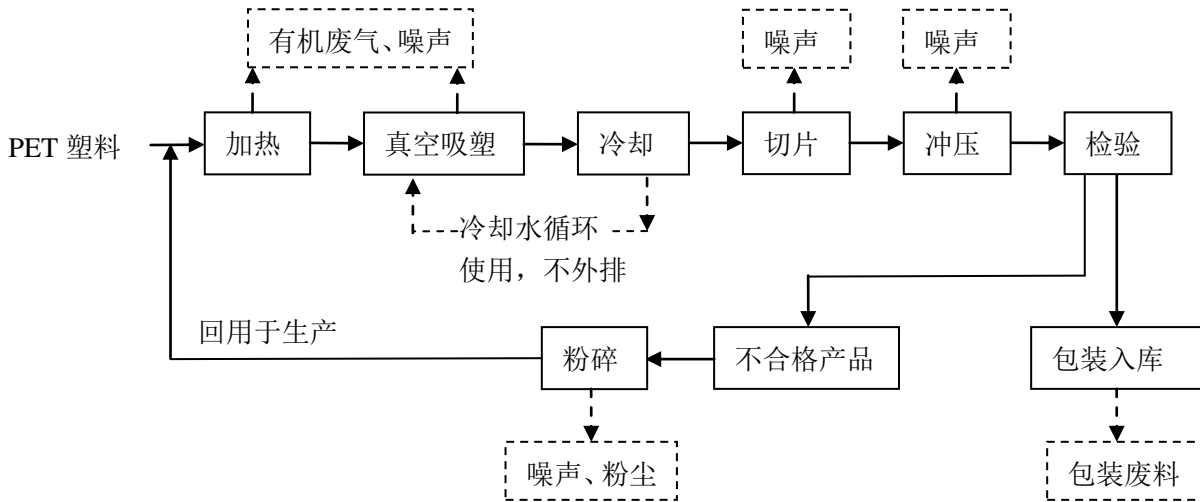 有机废气、噪声
噪声
噪声
PET 塑料
加热
真空吸塑
冷却
切片
冲压
检验
冷却水循环
使用，不外排
回用于生产
粉碎
不合格产品
包装入库
噪声、粉尘
包装废料